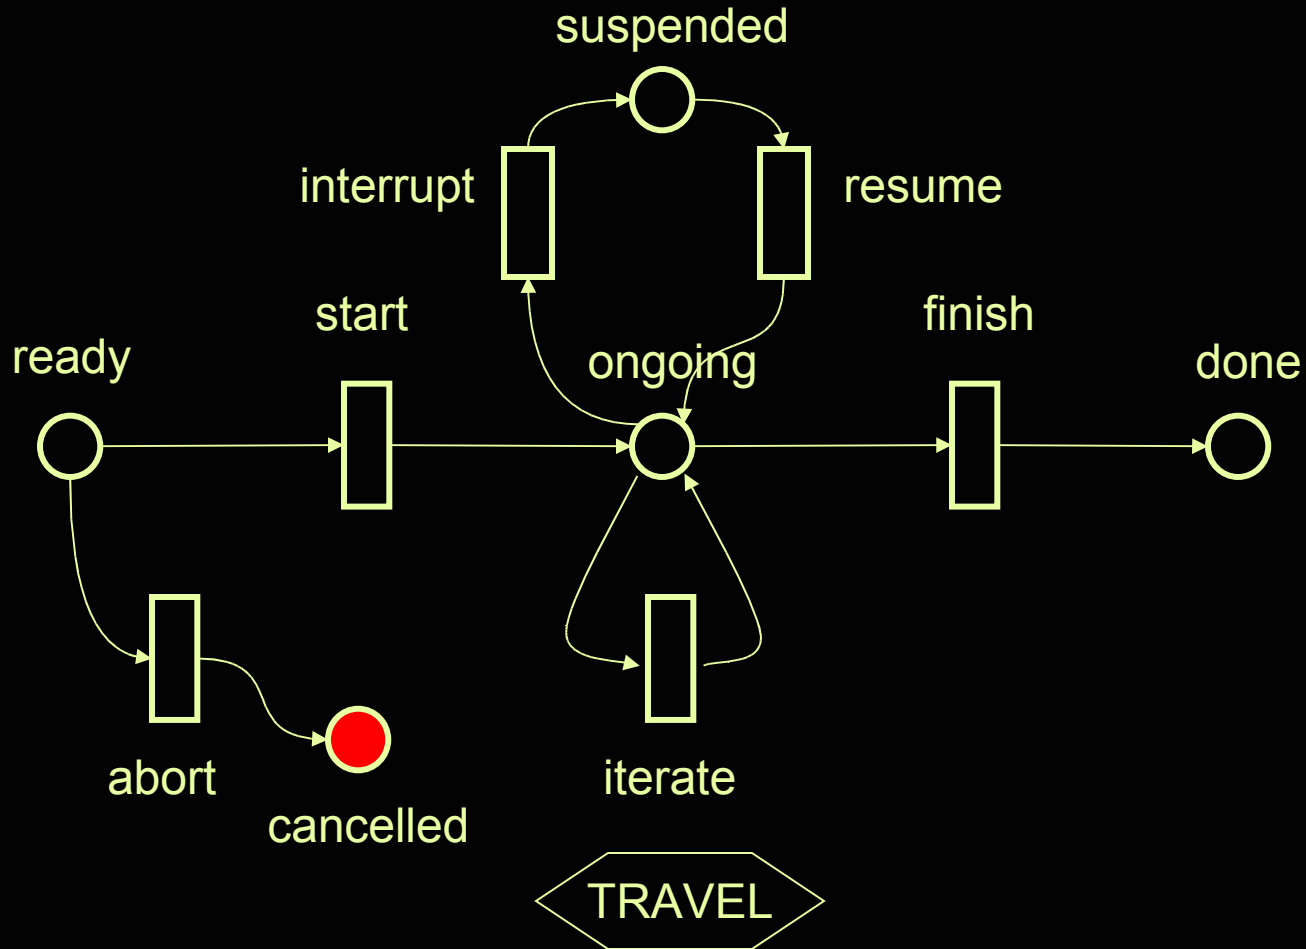 suspended
interrupt
resume
start
finish
ready
ongoing
done
abort
iterate
cancelled
TRAVEL